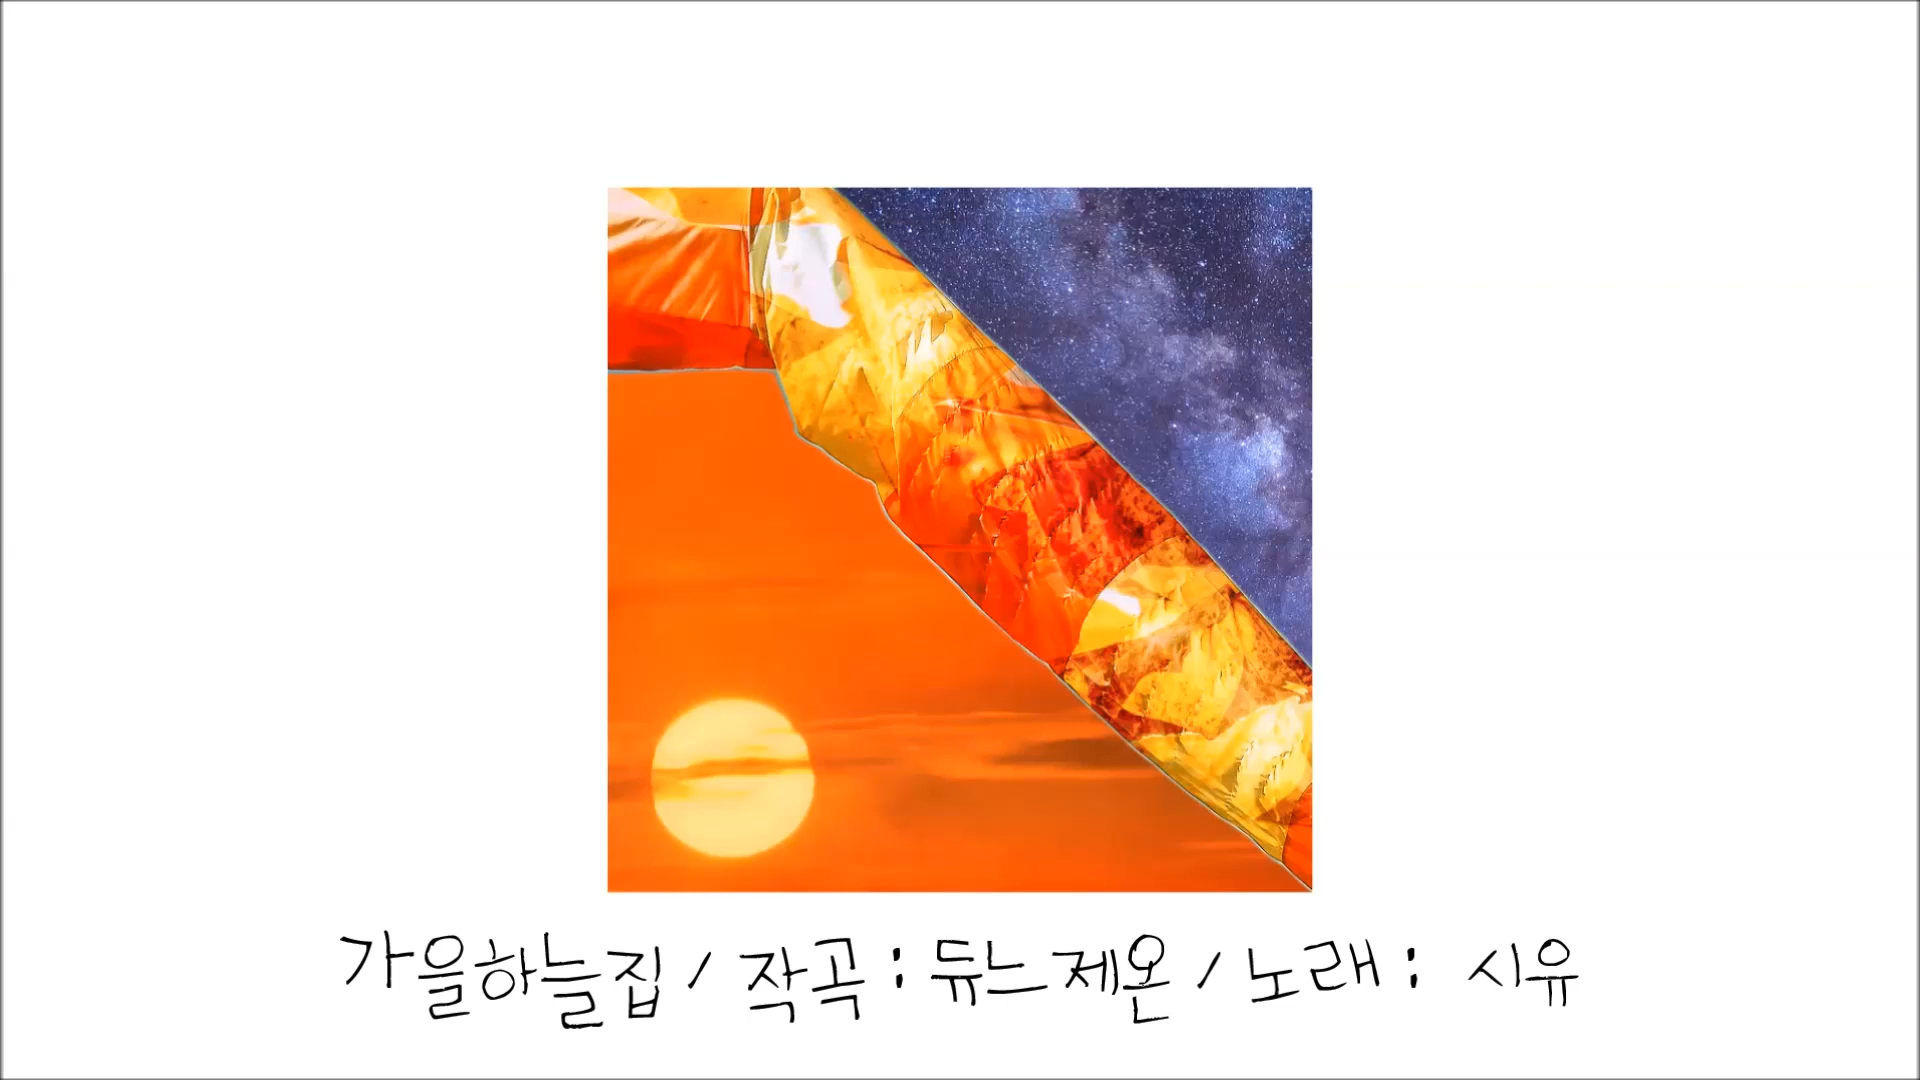 가을하늘집 / 작곡 : 듀느제온 / 노래 : 시유